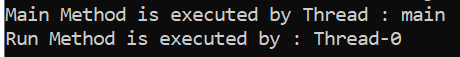 Main Method is executed by Thread : main
Run Method is executed by : Thread-0